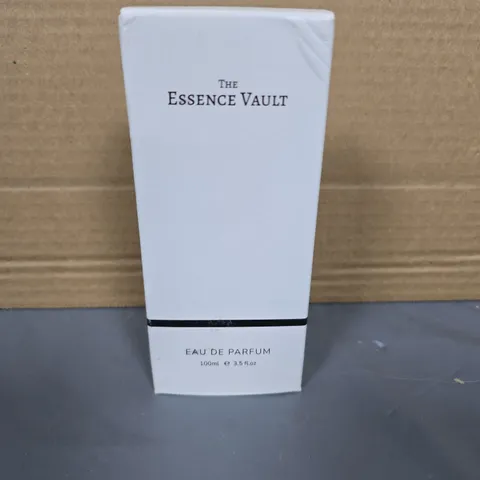 THE
ESSENCE VAULT
EAU DE PARFUM
100ml ℮ 3.5 fl.oz